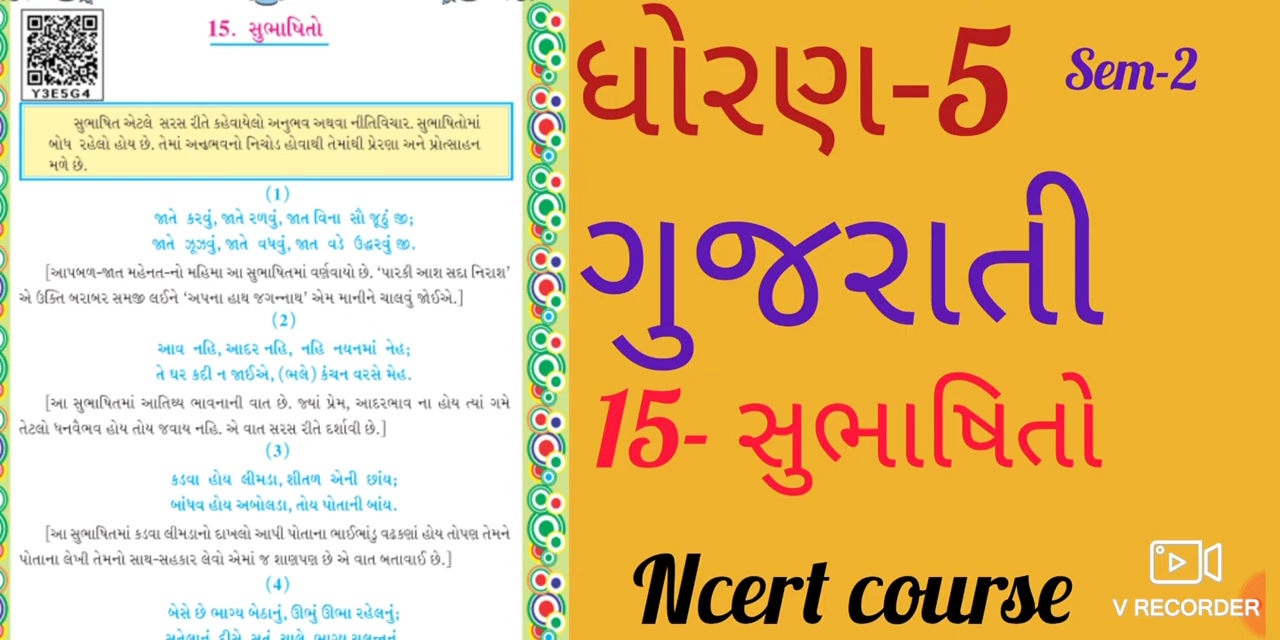 15. સુભાષિતો
Y3E5G4
સુભાષિત એટલે સરસ રીતે કહેવાયેલો અનુભવ અથવા નીતિવિચાર. સુભાષિતોમાં
બોધ રહેલો હોય છે. તેમાં અનુભવનો નિચોડ હોવાથી તેમાંથી પ્રેરણા અને પ્રોત્સાહન
મળે છે.
(1)
જાતે કરવું, જાતે રળવું, જાત વિના સૌ જૂઠું જી;
જાતે ઝૂઝવું, જાતે વધવું, જાત વડે ઉદ્ધરવું જી.
[આપબળ-જાત મહેનત-નો મહિમા આ સુભાષિતમાં વર્ણવાયો છે. ‘પારકી આશ સદા નિરાશ’
એ ઉક્તિ બરાબર સમજી લઈને ‘અપના હાથ જગન્નાથ’ એમ માનીને ચાલવું જોઈએ.]
(2)
આવ નહિ, આદર નહિ, નહિ નયનમાં નેહ;
તે ઘર કદી ન જાઈએ, (ભલે) કંચન વરસે મેહ.
[આ સુભાષિતમાં આતિથ્ય ભાવનાની વાત છે. જ્યાં પ્રેમ, આદરભાવ ના હોય ત્યાં ગમે
તેટલો ધનવૈભવ હોય તોય જવાય નહિ. એ વાત સરસ રીતે દર્શાવી છે.]
(3)
કડવા હોય લીમડા, શીતળ એની છાંય;
બાંધવ હોય અબોલડા, તોય પોતાની બાંય.
[આ સુભાષિતમાં કડવા લીમડાનો દાખલો આપી પોતાના ભાઈભાંડુ વઢકણાં હોય તોપણ તેમને
પોતાના લેખી તેમનો સાથ-સહકાર લેવો એમાં જ શાણપણ છે એ વાત બતાવાઈ છે.]
(4)
બેસે છે ભાગ્ય બેઠાનું, ઊભું ઊભા રહેલનું;
ધોરણ-5 Sem-2
ગુજરાતી
15- સુભાષિતો
Ncert course
V RECORDER